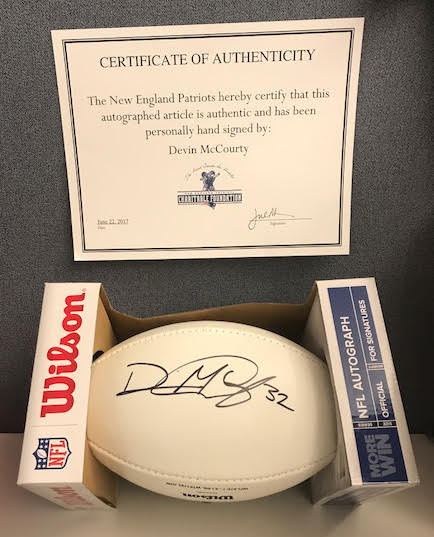 CERTIFICATE OF AUTHENTICITY
The New England Patriots hereby certify that this
autographed article is authentic and has been
personally hand signed by:
Devin McCourty
CHARITABLE FOUNDATION
June 22, 2017
Date
Signature
Wilson
NFL
D McC 32
Wilson
NFL AUTOGRAPH
OFFICIAL FOR SIGNATURES
MORE
WIN